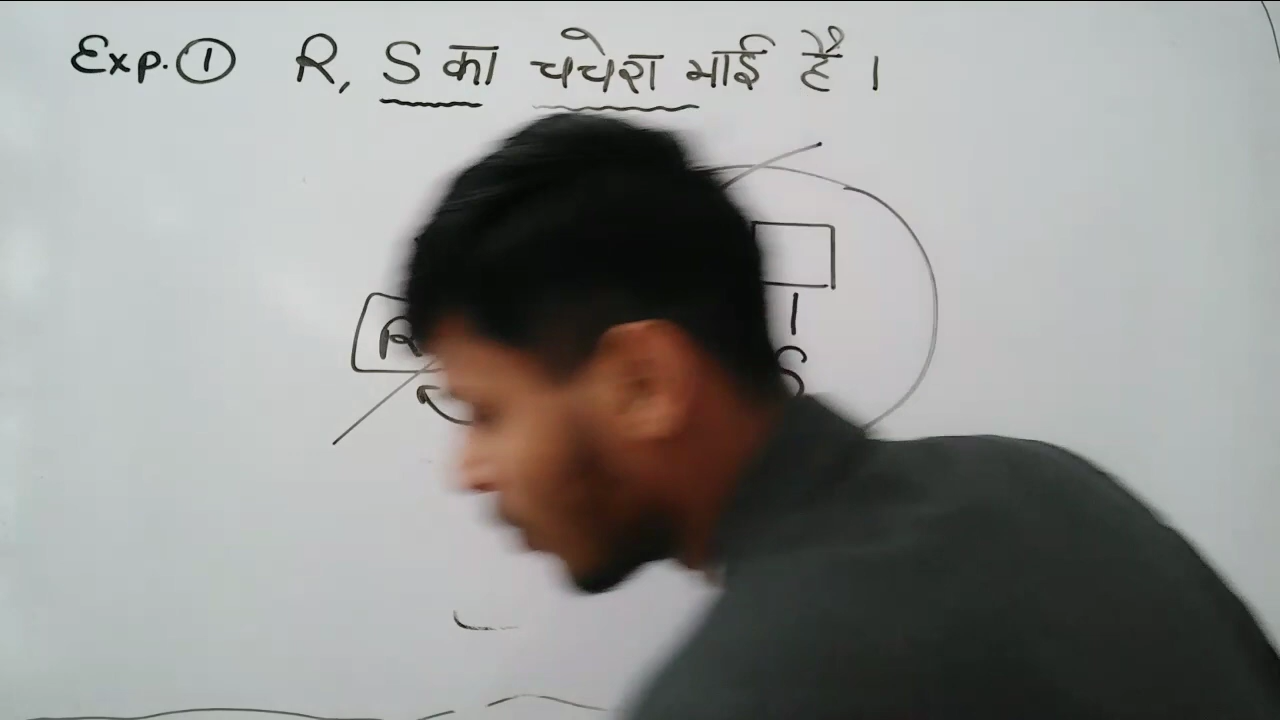 Exp. ① R, S का चचेरा भाई है ।
R
S